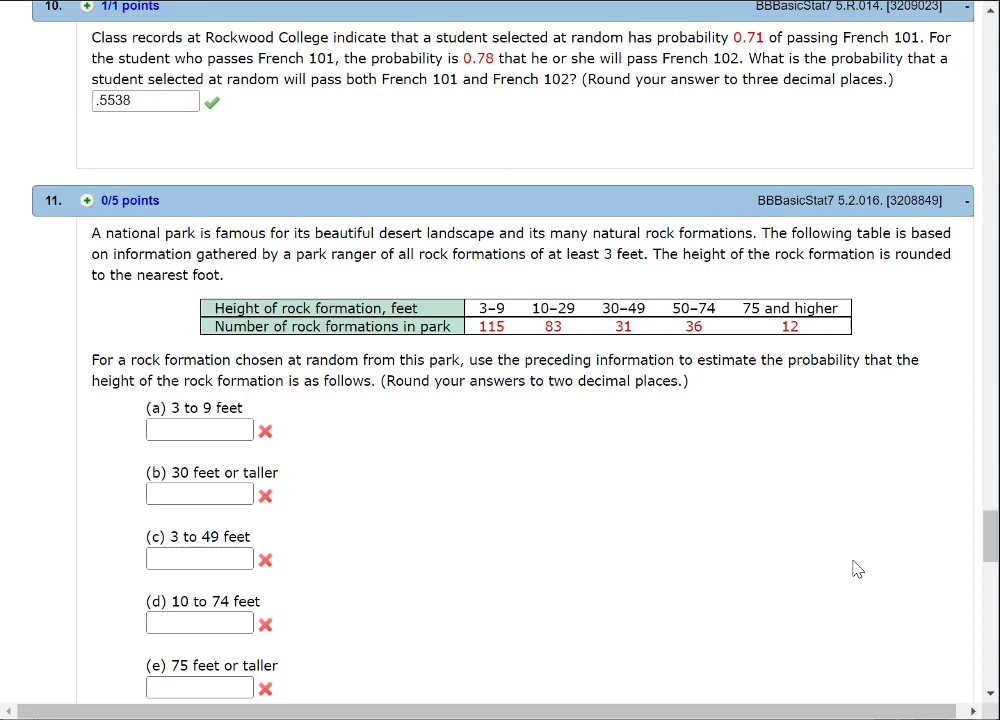 10. 1/1 points BBBasicStat7 5.R.014. [3209023] -
Class records at Rockwood College indicate that a student selected at random has probability 0.71 of passing French 101. For
the student who passes French 101, the probability is 0.78 that he or she will pass French 102. What is the probability that a
student selected at random will pass both French 101 and French 102? (Round your answer to three decimal places.)
.5538
11. 0/5 points BBBasicStat7 5.2.016. [3208849] -
A national park is famous for its beautiful desert landscape and its many natural rock formations. The following table is based
on information gathered by a park ranger of all rock formations of at least 3 feet. The height of the rock formation is rounded
to the nearest foot.
Height of rock formation, feet 3–9 10–29 30–49 50–74 75 and higher
Number of rock formations in park 115 83 31 36 12
For a rock formation chosen at random from this park, use the preceding information to estimate the probability that the
height of the rock formation is as follows. (Round your answers to two decimal places.)
(a) 3 to 9 feet
(b) 30 feet or taller
(c) 3 to 49 feet
(d) 10 to 74 feet
(e) 75 feet or taller